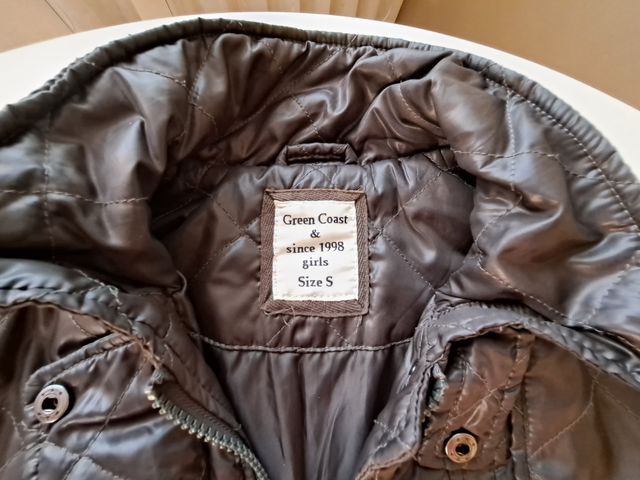 Green Coast
&
since 1998
girls
Size S